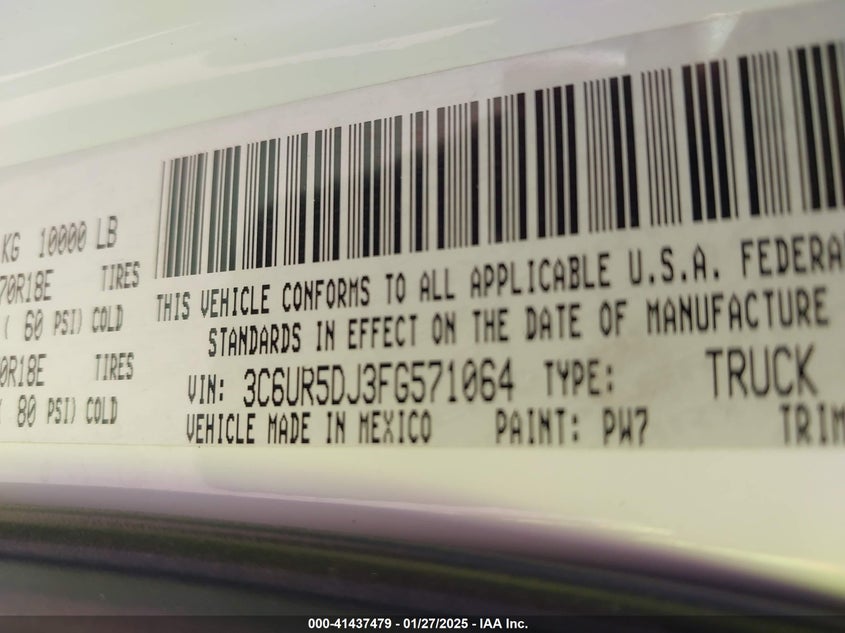 KG 10000 LB
70R18E TIRES
( 60 PSI) COLD
0R18E TIRES
( 80 PSI) COLD
THIS VEHICLE CONFORMS TO ALL APPLICABLE U.S.A. FEDERA
STANDARDS IN EFFECT ON THE DATE OF MANUFACTURE
VIN: 3C6UR5DJ3FG571064 TYPE: TRUCK
VEHICLE MADE IN MEXICO PAINT: PW7 TRIM
000-41437479 - 01/27/2025 - IAA Inc.